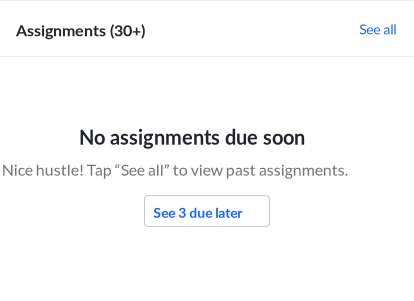 Assignments (30+)
See all
No assignments due soon
Nice hustle! Tap “See all” to view past assignments.
See 3 due later